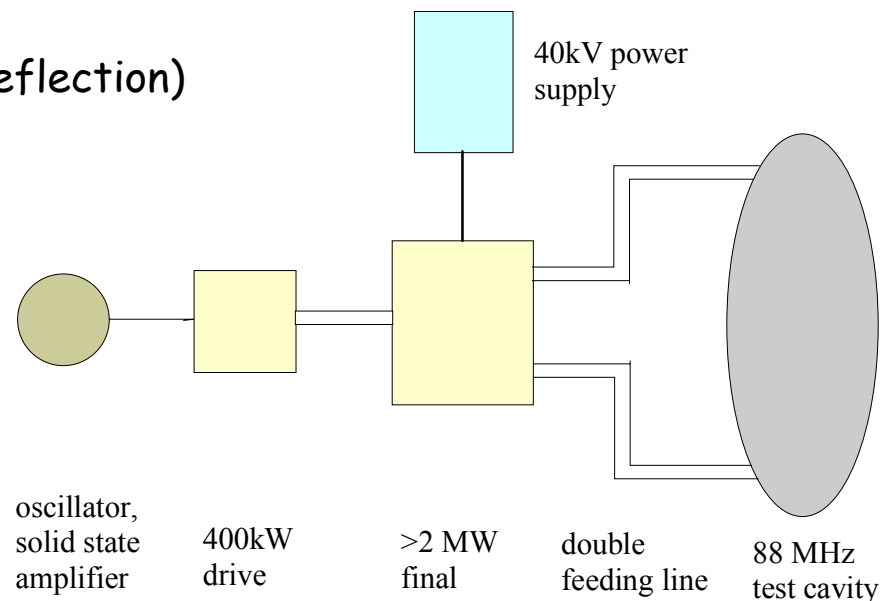 eflection)
40kV power
supply
oscillator,
solid state
amplifier
400kW
drive
>2 MW
final
double
feeding line
88 MHz
test cavity